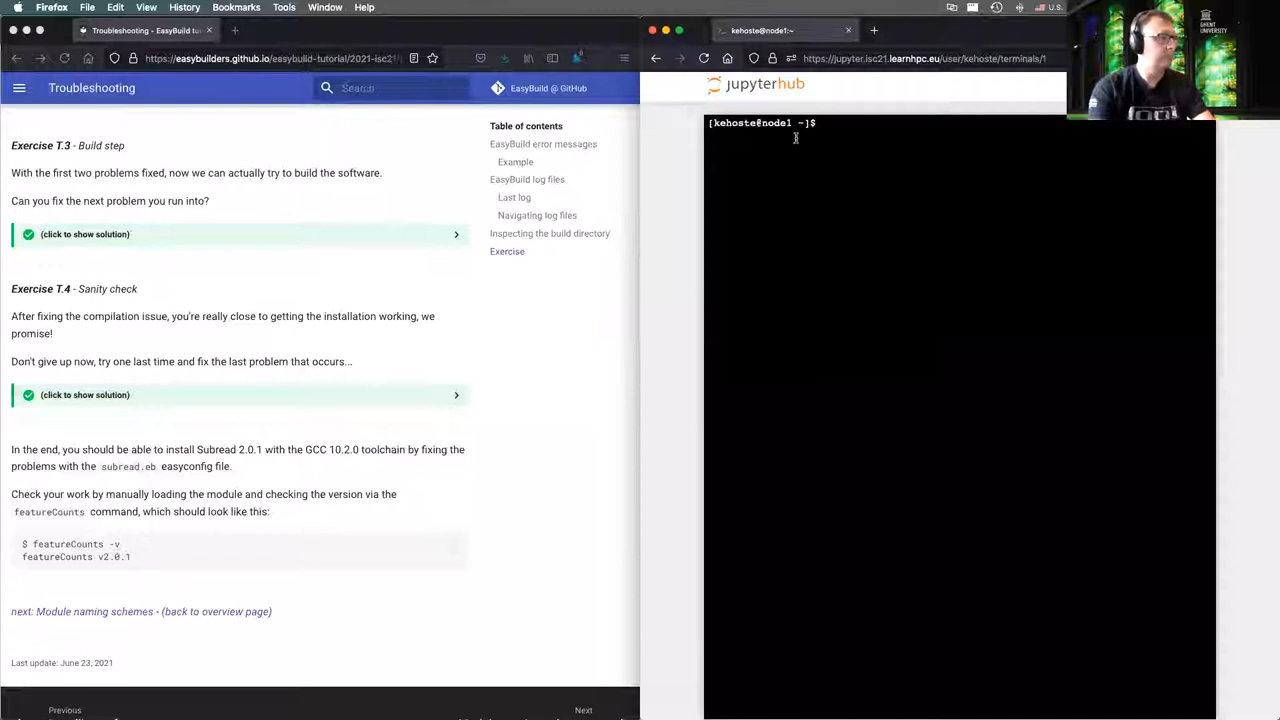 Firefox File Edit View History Bookmarks Tools Window Help
U.S.
GHENT
UNIVERSITY
Troubleshooting - EasyBuild tu
https://easybuilders.github.io/easybuild-tutorial/2021-isc21
Troubleshooting
Search
EasyBuild @ GitHub
Exercise T.3 - Build step
With the first two problems fixed, now we can actually try to build the software.
Can you fix the next problem you run into?
(click to show solution)
Exercise T.4 - Sanity check
After fixing the compilation issue, you're really close to getting the installation working, we
promise!
Don't give up now, try one last time and fix the last problem that occurs...
(click to show solution)
In the end, you should be able to install Subread 2.0.1 with the GCC 10.2.0 toolchain by fixing the
problems with the subread.eb easyconfig file.
Check your work by manually loading the module and checking the version via the
featureCounts command, which should look like this:
$ featureCounts -v
featureCounts v2.0.1
next: Module naming schemes - (back to overview page)
Last update: June 23, 2021
Previous
Next
Table of contents
EasyBuild error messages
Example
EasyBuild log files
Last log
Navigating log files
Inspecting the build directory
Exercise
kehoste@node1:~
https://jupyter.isc21.learnhpc.eu/user/kehoste/terminals/1
jupyterhub
[kehoste@node1 ~]$